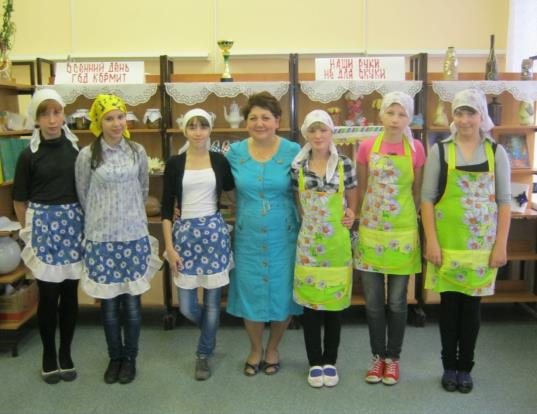 ОСЕННИЙ ДЕНЬ
ГОД КОРМИТ
НАШИ РУКИ
НЕ ДЛЯ СКУКИ